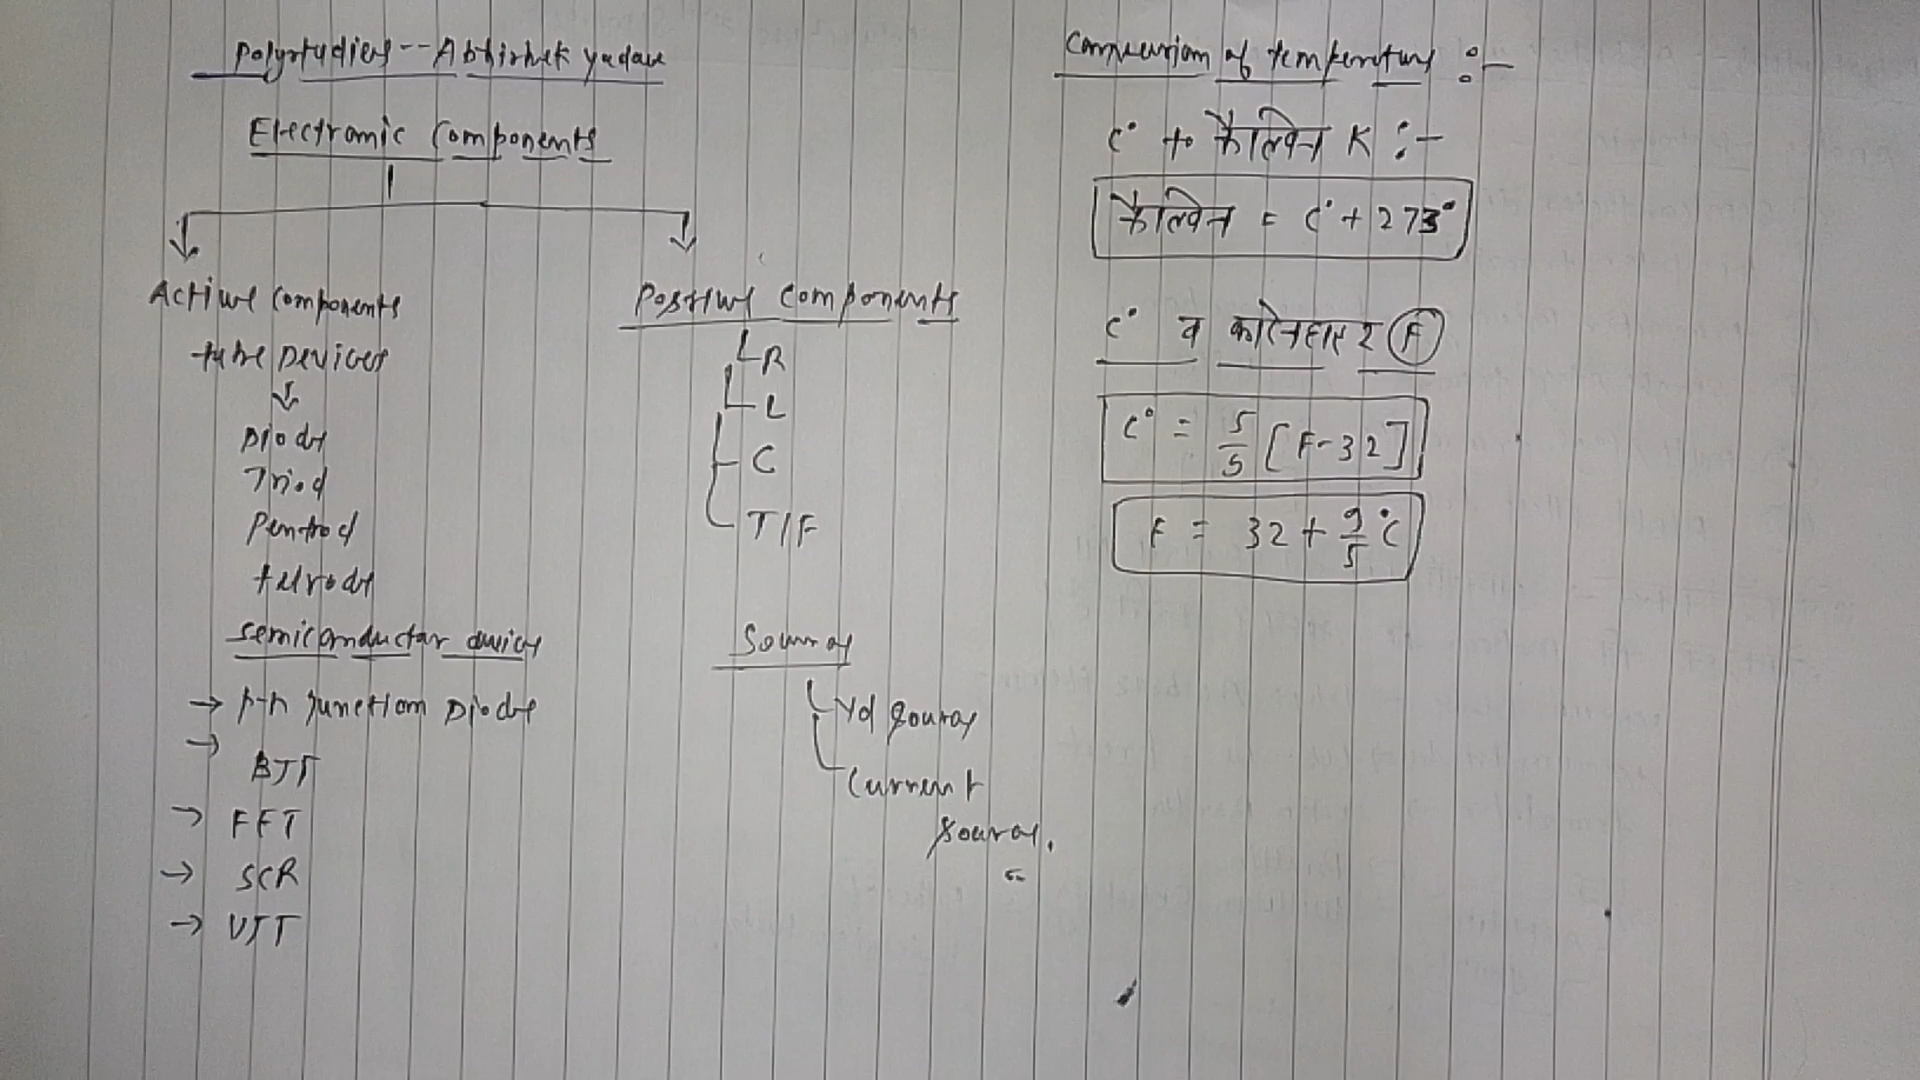 Polystudies--Abhishek yadav
Electronic Components
Active Components
tube Devices
Diode
Triod
Pentrod
tetrode
semiconductor device
→ p-n junction Diode
→
BJT
→ FET
→ SCR
→ UJT
Passive Components
R
L
C
T/F
Source
Vd source
Current
source.
Conversion of temperature :-
C° to कैल्विन K :-
कैल्विन = C° + 273°
C° व फारेनहाइट F
C° = 5/5 [F-32]
F = 32 + 9/5 °C